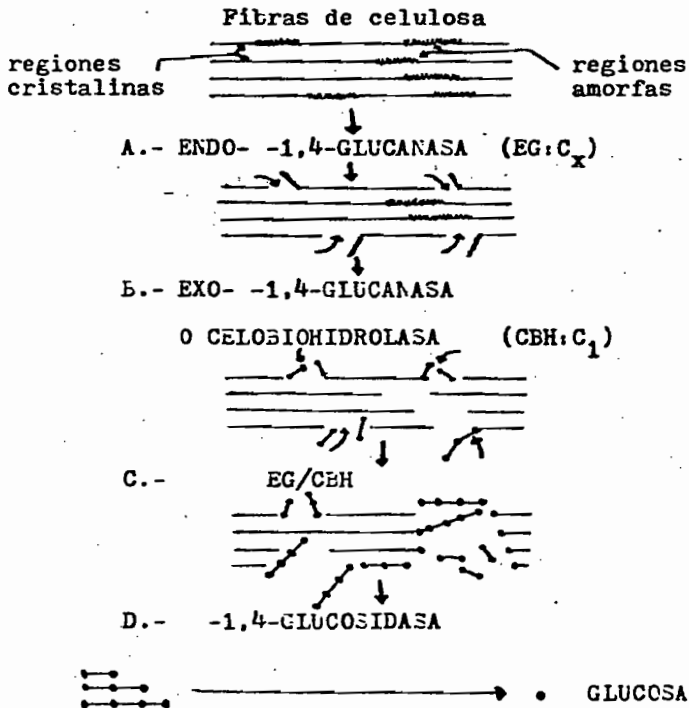 Fibras de celulosa
regiones cristalinas
regiones amorfas
A.- ENDO- -1,4-GLUCANASA (EG:Cx)
B.- EXO- -1,4-GLUCANASA
O CELOBIOHIDROLASA (CBH:C1)
C.- EG/CBH
D.- -1,4-GLUCOSIDASA
GLUCOSA